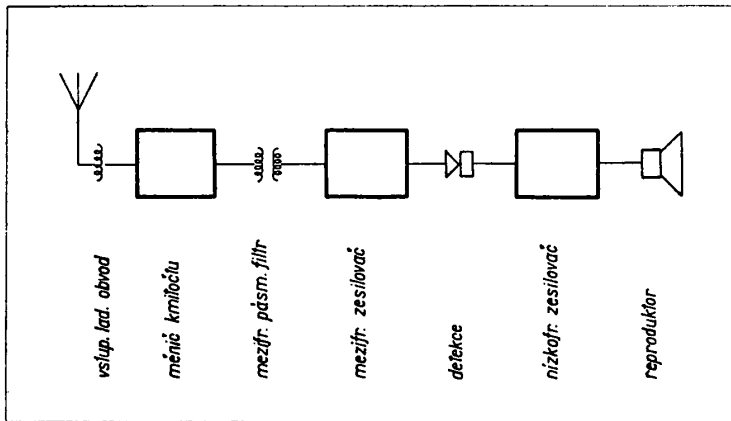 vstup. lad. obvod
měnič kmitočtu
mezifr. pásm. filtr
mezifr. zesilovač
detekce
nízkofr. zesilovač
reproduktor